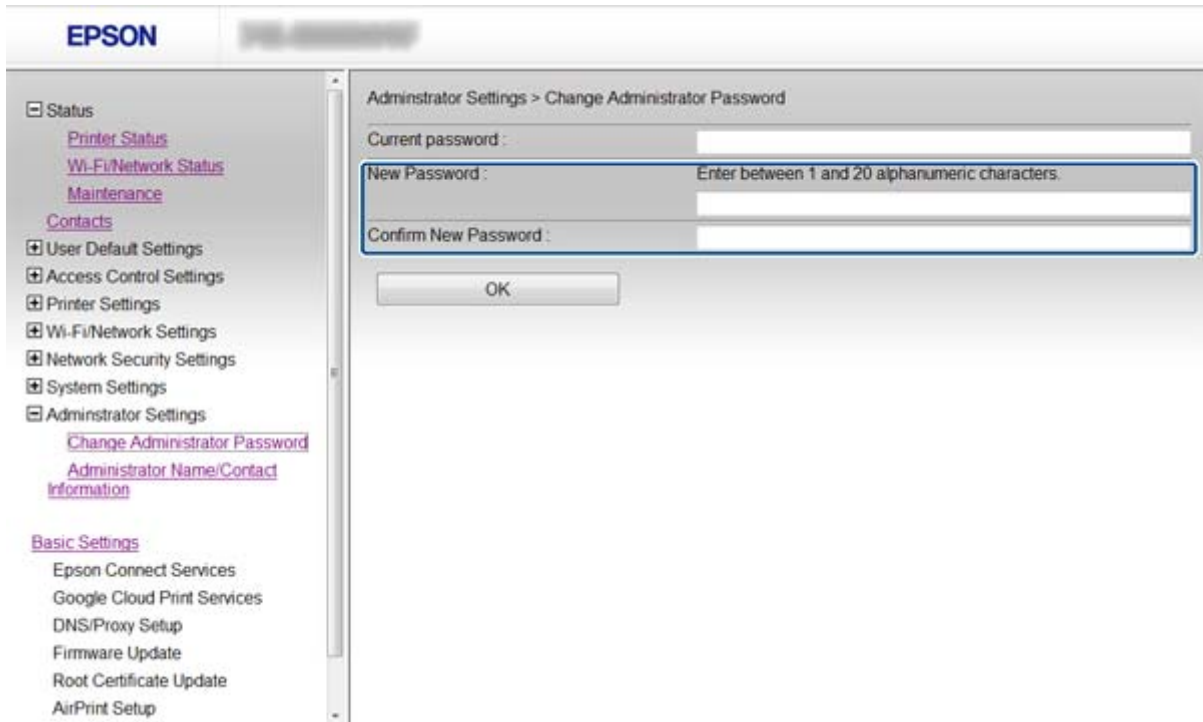 EPSON
Status
Printer Status
Wi-Fi/Network Status
Maintenance
Contacts
User Default Settings
Access Control Settings
Printer Settings
Wi-Fi/Network Settings
Network Security Settings
System Settings
Adminstrator Settings
Change Administrator Password
Administrator Name/Contact
Information
Basic Settings
Epson Connect Services
Google Cloud Print Services
DNS/Proxy Setup
Firmware Update
Root Certificate Update
AirPrint Setup
Adminstrator Settings > Change Administrator Password
Current password :
New Password : Enter between 1 and 20 alphanumeric characters.
Confirm New Password :
OK